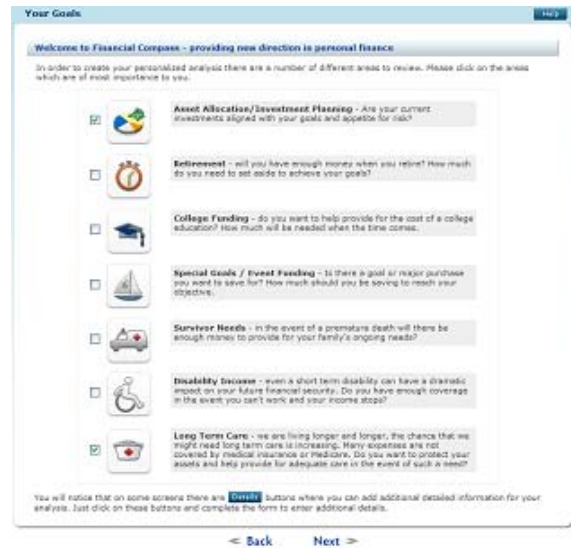 Your Goals
Help
Welcome to Financial Compass - providing new direction in personal finance
In order to create your personalized analysis there are a number of different areas to review. Please click on the areas
which are of most importance to you.
Asset Allocation/Investment Planning - Are your current
investments aligned with your goals and appetite for risk?
Retirement - will you have enough money when you retire? How much
do you need to set aside to achieve your goals?
College Funding - do you want to help provide for the cost of a college
education? How much will be needed when the time comes.
Special Goals / Event Funding - Is there a goal or major purchase
you want to save for? How much should you be saving to reach your
objective.
Survivor Needs - in the event of a premature death will there be
enough money to provide for your family's ongoing needs?
Disability Income - even a short term disability can have a dramatic
impact on your future financial security. Do you have enough coverage
in the event you can't work and your income stops?
Long Term Care - we are living longer and longer, the chance that we
might need long term care is increasing. Many expenses are not
covered by medical insurance or Medicare. Do you want to protect your
assets and help provide for adequate care in the event of such a need?
You will notice that on some screens there are Details buttons where you can add additional detailed information for your
analysis. Just click on these buttons and complete the form to enter additional details.
< Back Next >